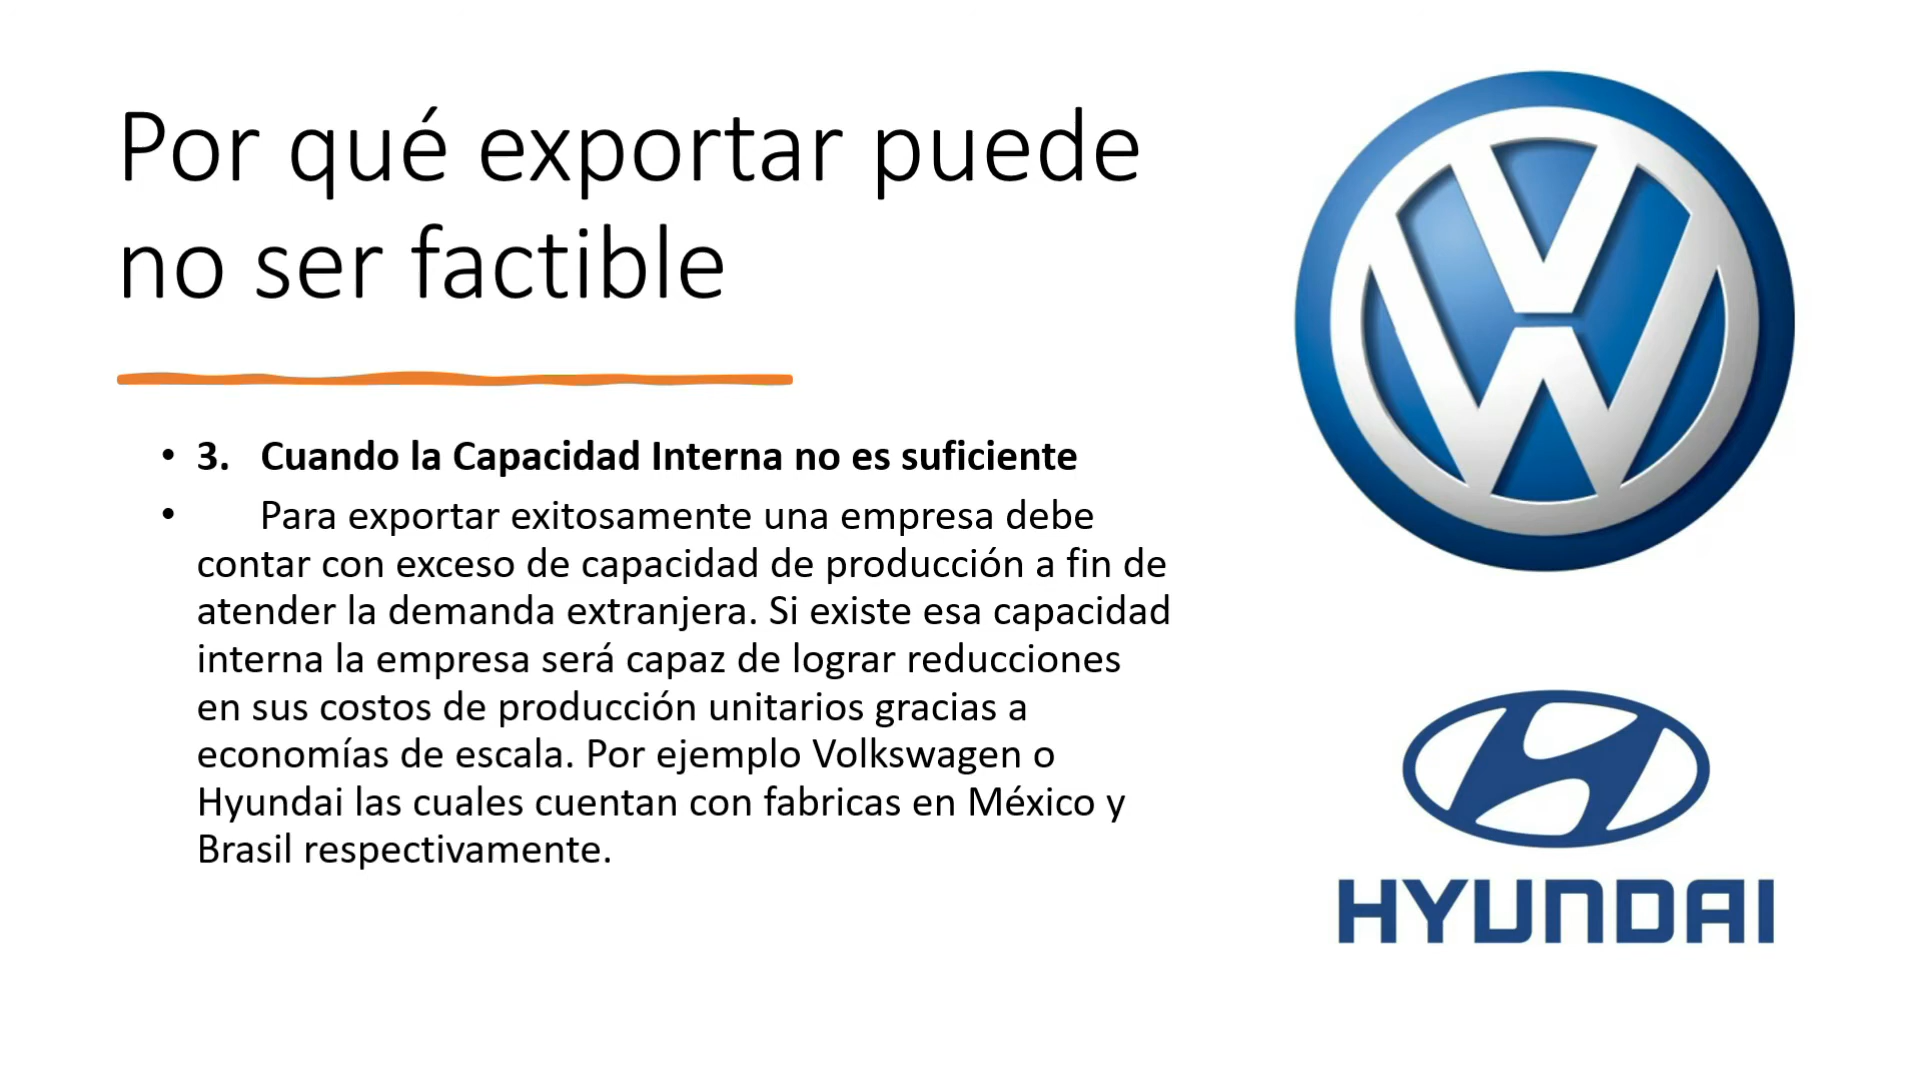 Por qué exportar puede
no ser factible
• 3. Cuando la Capacidad Interna no es suficiente
• Para exportar exitosamente una empresa debe
contar con exceso de capacidad de producción a fin de
atender la demanda extranjera. Si existe esa capacidad
interna la empresa será capaz de lograr reducciones
en sus costos de producción unitarios gracias a
economías de escala. Por ejemplo Volkswagen o
Hyundai las cuales cuentan con fabricas en México y
Brasil respectivamente.
VW
HYUNDAI